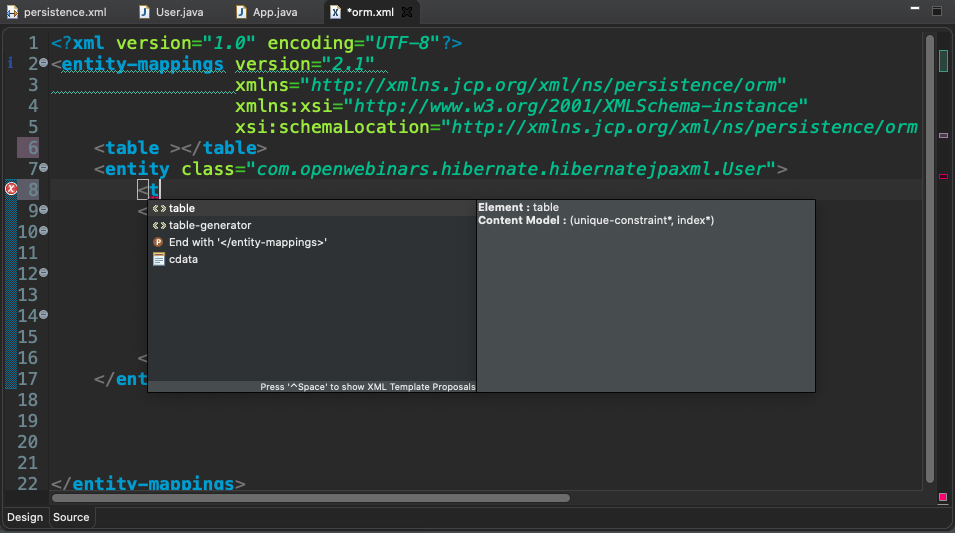 persistence.xml User.java App.java *orm.xml
1 <?xml version="1.0" encoding="UTF-8"?>
2 <entity-mappings version="2.1"
3 xmlns="http://xmlns.jcp.org/xml/ns/persistence/orm"
4 xmlns:xsi="http://www.w3.org/2001/XMLSchema-instance"
5 xsi:schemaLocation="http://xmlns.jcp.org/xml/ns/persistence/orm
6 <table ></table>
7 <entity class="com.openwebinars.hibernate.hibernatejpaxml.User">
8 <t
9 <
10
11
12
13
14
15
16 <
17 </ent
18
19
20
21
22 </entity-mappings>
table
table-generator
End with '</entity-mappings>'
cdata
Press '^Space' to show XML Template Proposals
Element : table
Content Model : (unique-constraint*, index*)
Design Source